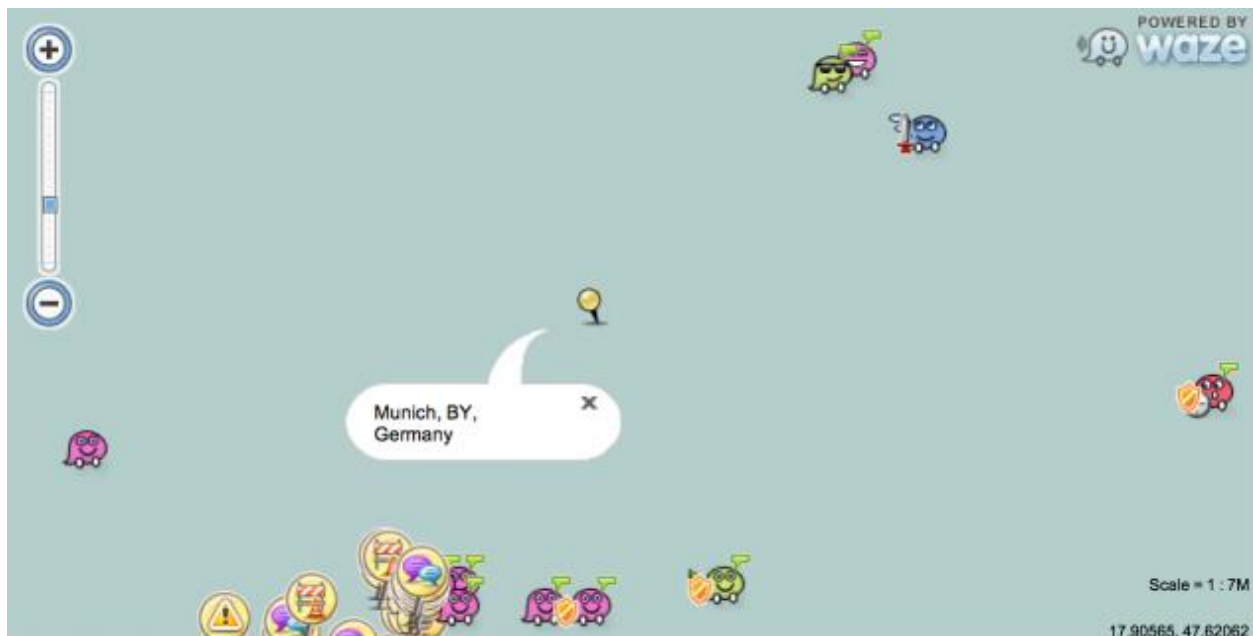 POWERED BY
waze
Munich, BY,
Germany
Scale = 1 : 7M
17.90565, 47.62062